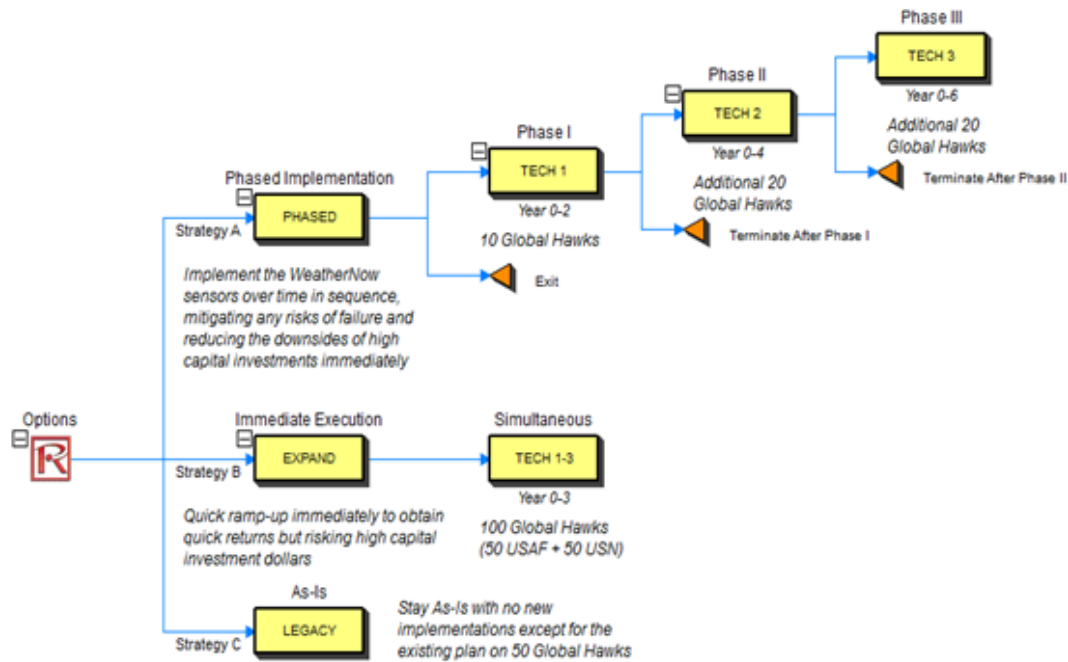 Phase III
TECH 3
Year 0-6
Additional 20
Global Hawks
Terminate After Phase II
Phase II
TECH 2
Year 0-4
Additional 20
Global Hawks
Terminate After Phase I
Phase I
TECH 1
Year 0-2
10 Global Hawks
Exit
Phased Implementation
PHASED
Strategy A
Implement the WeatherNow
sensors over time in sequence,
mitigating any risks of failure and
reducing the downsides of high
capital investments immediately
Options
R
Immediate Execution
EXPAND
Strategy B
Quick ramp-up immediately to obtain
quick returns but risking high capital
investment dollars
Simultaneous
TECH 1-3
Year 0-3
100 Global Hawks
(50 USAF + 50 USN)
As-Is
LEGACY
Strategy C
Stay As-Is with no new
implementations except for the
existing plan on 50 Global Hawks